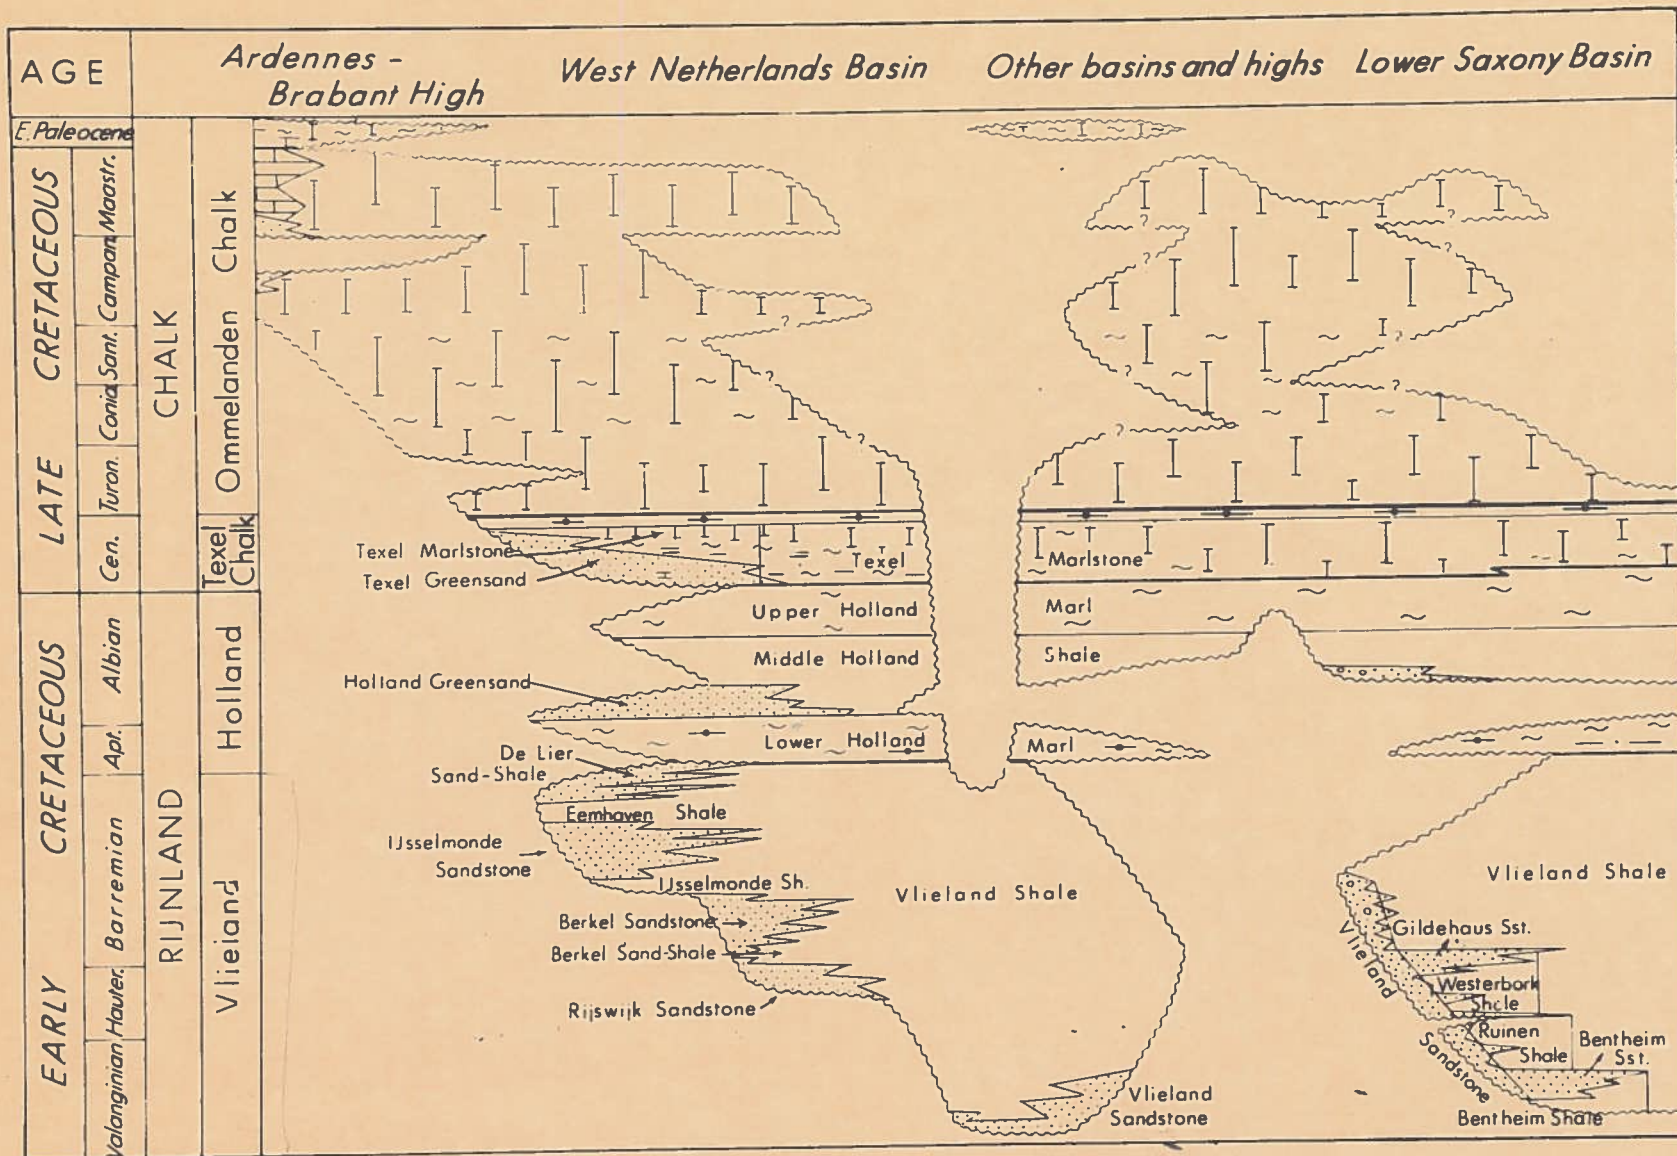 AGE
Ardennes -
Brabant High
West Netherlands Basin
Other basins and highs
Lower Saxony Basin
E. Paleocene
LATE CRETACEOUS
Maastr.
Campan.
Sant.
Conia.
Turon.
Cen.
CHALK
Ommelanden Chalk
Texel
Chalk
EARLY CRETACEOUS
Albian
Apt.
Barremian
Hauter.
Valanginian
RIJNLAND
Holland
Vlieland
?
?
?
?
?
?
?
?
?
?
Texel Marlstone
Texel Greensand
Texel
Marlstone
Upper Holland
Marl
Middle Holland
Shale
Holland Greensand
Lower Holland
Marl
De Lier
Sand-Shale
Eemhaven Shale
IJsselmonde
Sandstone
IJsselmonde Sh.
Vlieland Shale
Vlieland Shale
Berkel Sandstone
Berkel Sand-Shale
Rijswijk Sandstone
Vlieland
Sandstone
Vlieland
Sandstone
Gildehaus Sst.
Westerbork
Shale
Ruinen
Shale
Bentheim
Sst.
Bentheim Shale